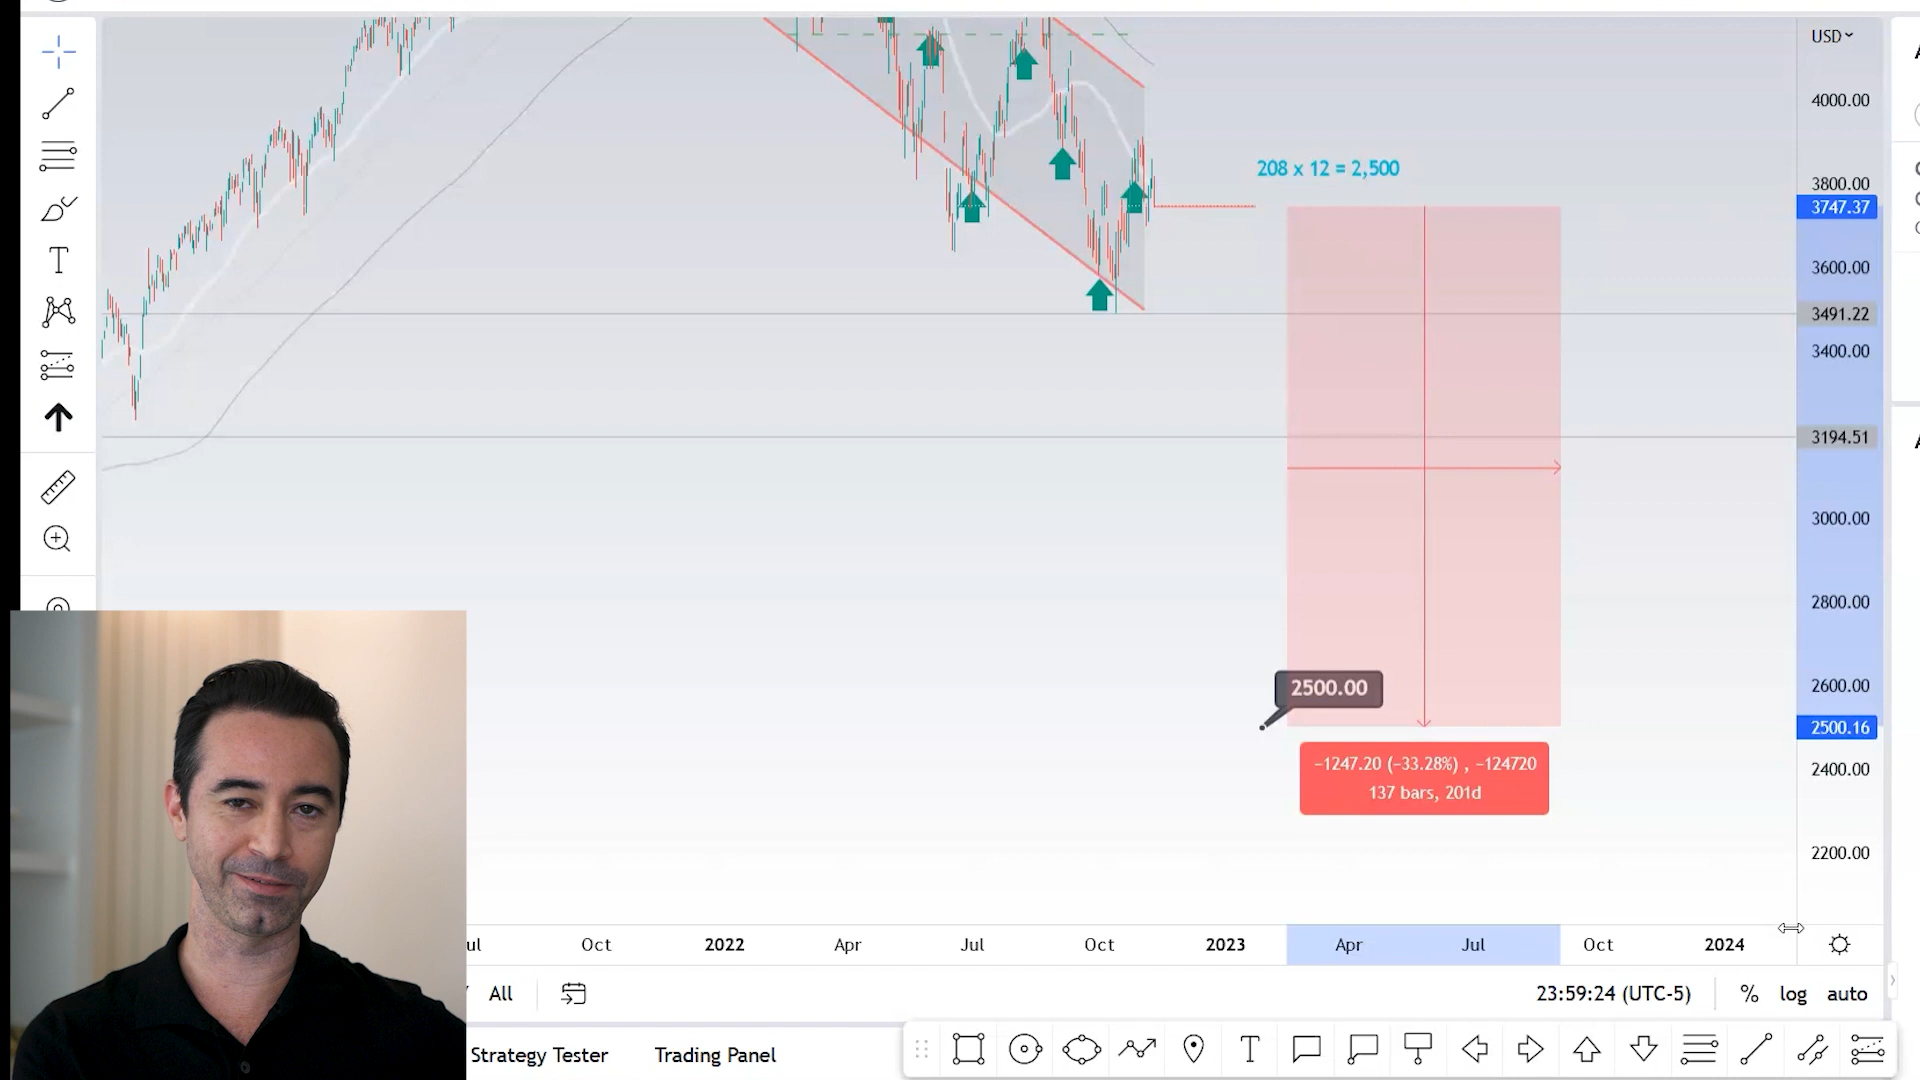 USD
4000.00
208 x 12 = 2,500
3800.00
3747.37
3600.00
3491.22
3400.00
3194.51
3000.00
2800.00
2500.00
2600.00
2500.16
−1247.20 (−33.28%) , −124720
137 bars, 201d
2400.00
2200.00
ul Oct 2022 Apr Jul Oct 2023 Apr Jul Oct 2024
All 23:59:24 (UTC-5) % log auto
Strategy Tester Trading Panel